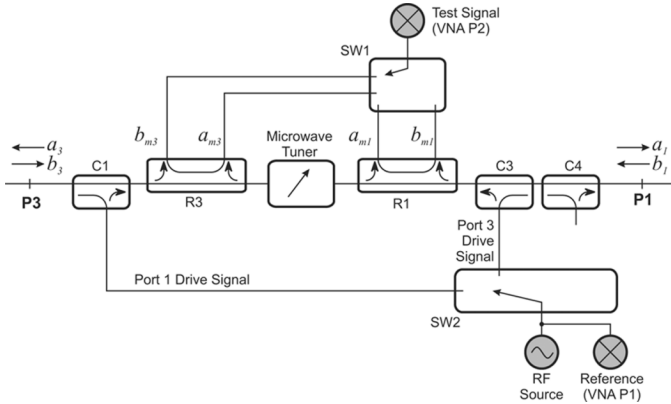 Test Signal
(VNA P2)
SW1
b_m3
a_m3
Microwave
Tuner
a_m1
b_m1
a_3
b_3
C1
C3
C4
a_1
b_1
P3
R3
R1
P1
Port 3
Drive
Signal
Port 1 Drive Signal
SW2
RF
Source
Reference
(VNA P1)